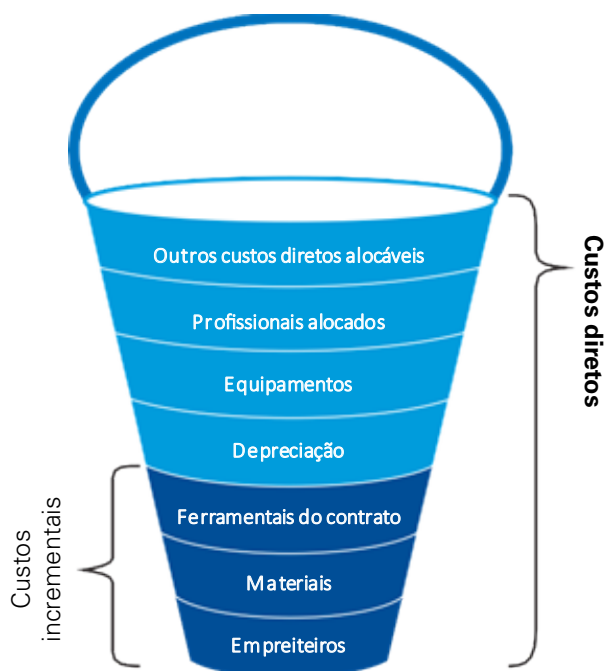 Outros custos diretos alocáveis
Profissionais alocados
Equipamentos
Depreciação
Ferramentais do contrato
Materiais
Empreiteiros
Custos
incrementais
Custos diretos